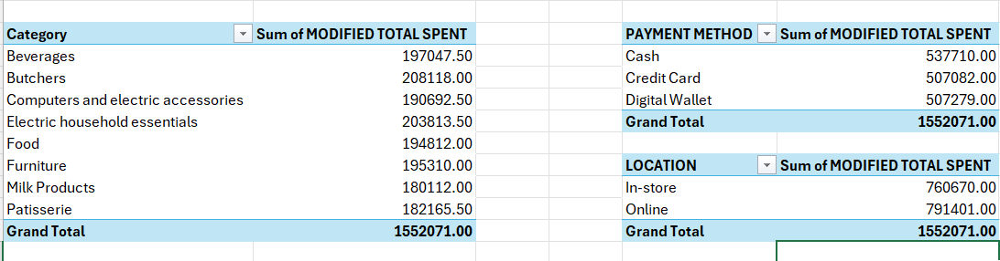 Category Sum of MODIFIED TOTAL SPENT
Beverages 197047.50
Butchers 208118.00
Computers and electric accessories 190692.50
Electric household essentials 203813.50
Food 194812.00
Furniture 195310.00
Milk Products 180112.00
Patisserie 182165.50
Grand Total 1552071.00
PAYMENT METHOD Sum of MODIFIED TOTAL SPENT
Cash 537710.00
Credit Card 507082.00
Digital Wallet 507279.00
Grand Total 1552071.00
LOCATION Sum of MODIFIED TOTAL SPENT
In-store 760670.00
Online 791401.00
Grand Total 1552071.00